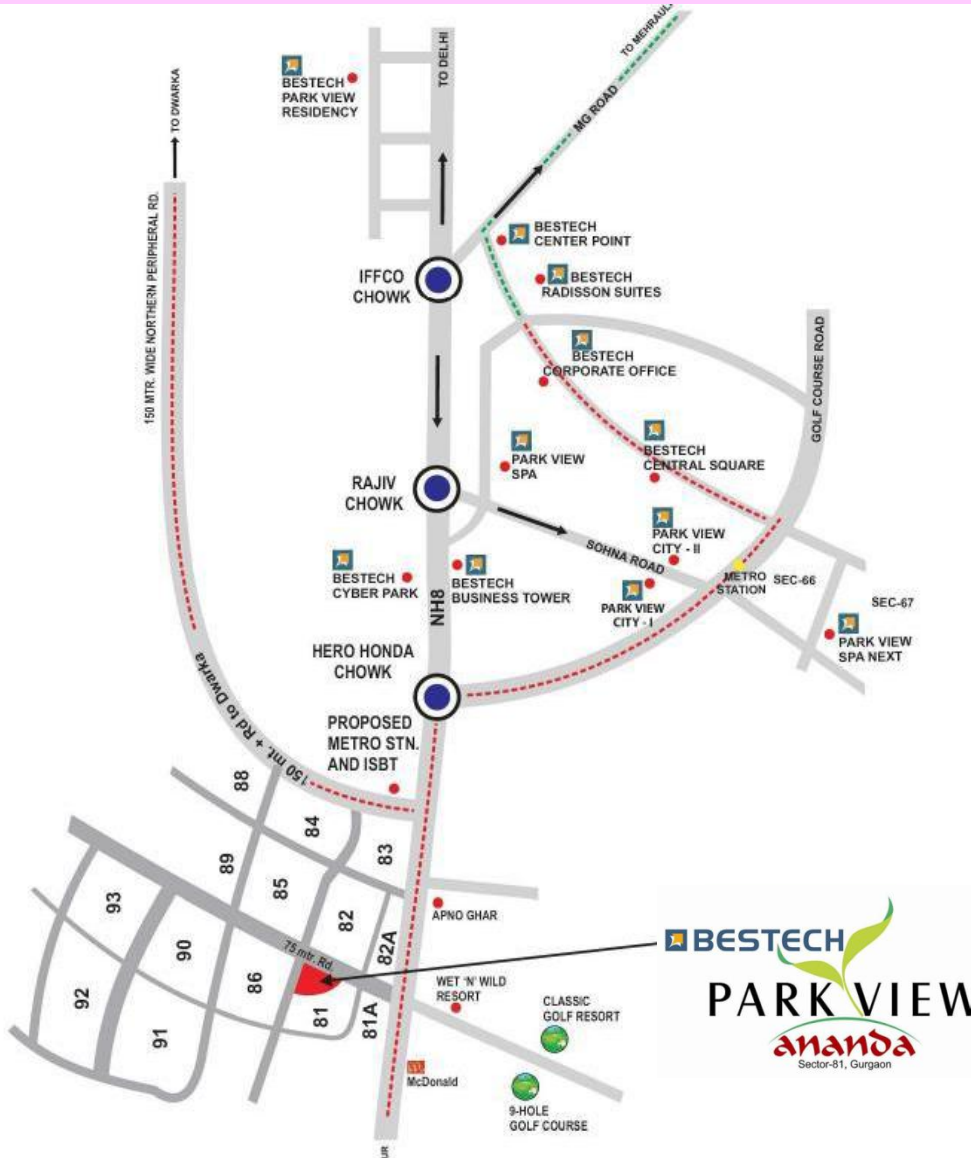 TO DWARKA
150 MTR. WIDE NORTHERN PERIPHERAL RD.
BESTECH
PARK VIEW
RESIDENCY
TO DELHI
TO MEHRAULI
MG ROAD
BESTECH
CENTER POINT
BESTECH
RADISSON SUITES
IFFCO
CHOWK
BESTECH
CORPORATE OFFICE
GOLF COURSE ROAD
BESTECH
CENTRAL SQUARE
PARK VIEW
SPA
RAJIV
CHOWK
PARK VIEW
CITY - II
SOHNA ROAD
BESTECH
CYBER PARK
NH8
BESTECH
BUSINESS TOWER
PARK VIEW
CITY - I
METRO
STATION
SEC-66
SEC-67
PARK VIEW
SPA NEXT
HERO HONDA
CHOWK
150 mt. + Rd to Dwarka
PROPOSED
METRO STN.
AND ISBT
88
84
83
89
85
82
82A
93
90
86
75 mtr. Rd.
81
81A
92
91
APNO GHAR
WET 'N' WILD
RESORT
CLASSIC
GOLF RESORT
McDonald
9-HOLE
GOLF COURSE
BESTECH
PARK VIEW
ananda
Sector-81, Gurgaon